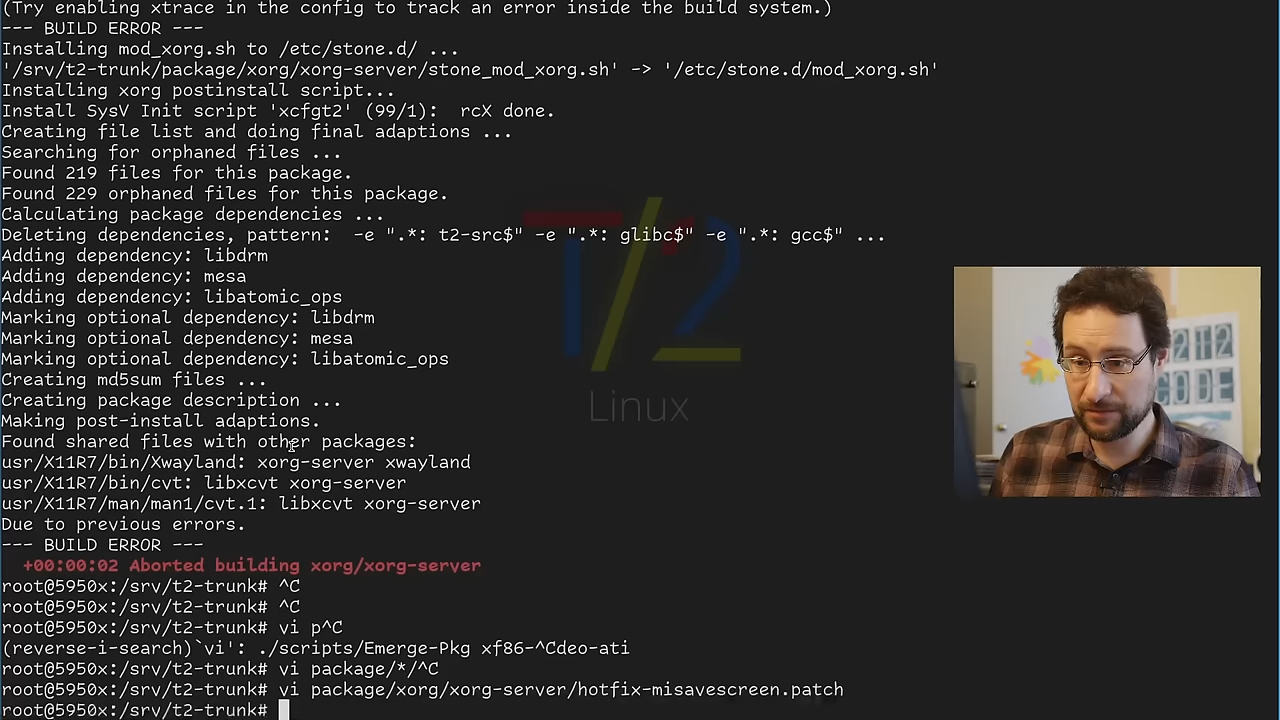 (Try enabling xtrace in the config to track an error inside the build system.)
--- BUILD ERROR ---
Installing mod_xorg.sh to /etc/stone.d/ ...
'/srv/t2-trunk/package/xorg/xorg-server/stone_mod_xorg.sh' -> '/etc/stone.d/mod_xorg.sh'
Installing xorg postinstall script...
Install SysV Init script 'xcfgt2' (99/1):  rcX done.
Creating file list and doing final adaptions ...
Searching for orphaned files ...
Found 219 files for this package.
Found 229 orphaned files for this package.
Calculating package dependencies ...
Deleting dependencies, pattern:  -e ".*: t2-src$" -e ".*: glibc$" -e ".*: gcc$" ...
Adding dependency: libdrm
Adding dependency: mesa
Adding dependency: libatomic_ops
Marking optional dependency: libdrm
Marking optional dependency: mesa
Marking optional dependency: libatomic_ops
Creating md5sum files ...
Creating package description ...
Making post-install adaptions.
Found shared files with other packages:
usr/X11R7/bin/Xwayland: xorg-server xwayland
usr/X11R7/bin/cvt: libxcvt xorg-server
usr/X11R7/man/man1/cvt.1: libxcvt xorg-server
Due to previous errors.
--- BUILD ERROR ---
+00:00:02 Aborted building xorg/xorg-server
root@5950x:/srv/t2-trunk# ^C
root@5950x:/srv/t2-trunk# ^C
root@5950x:/srv/t2-trunk# vi p^C
(reverse-i-search)`vi': ./scripts/Emerge-Pkg xf86-^Cdeo-ati
root@5950x:/srv/t2-trunk# vi package/*/^C
root@5950x:/srv/t2-trunk# vi package/xorg/xorg-server/hotfix-misavescreen.patch
root@5950x:/srv/t2-trunk#
T/2
Linux
T2
CODE